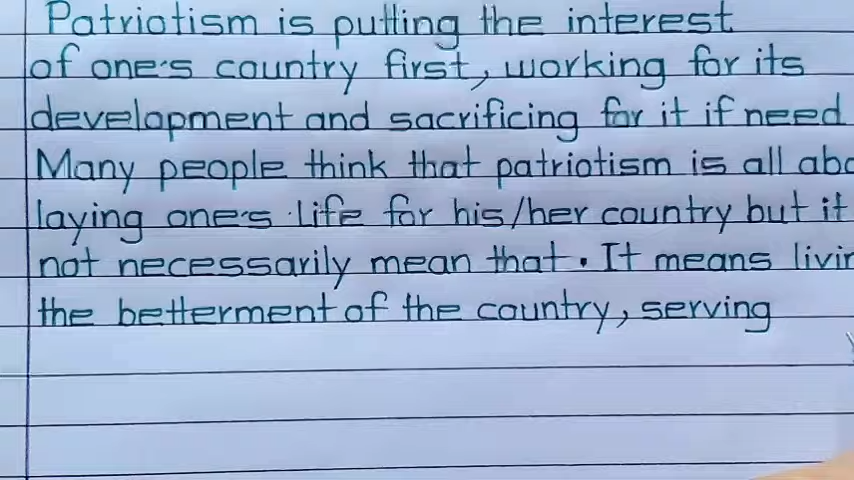 Patriotism is putting the interest
of one's country first, working for its
development and sacrificing for it if need
Many people think that patriotism is all
laying one's life for his/her country but it
not necessarily mean that. It means
the betterment of the country, serving